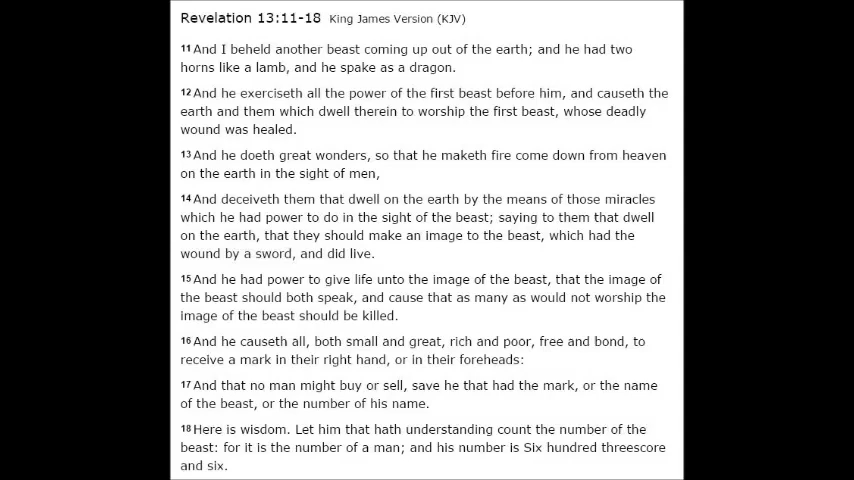 Revelation 13:11-18 King James Version (KJV)
11 And I beheld another beast coming up out of the earth; and he had two
horns like a lamb, and he spake as a dragon.
12 And he exerciseth all the power of the first beast before him, and causeth the
earth and them which dwell therein to worship the first beast, whose deadly
wound was healed.
13 And he doeth great wonders, so that he maketh fire come down from heaven
on the earth in the sight of men,
14 And deceiveth them that dwell on the earth by the means of those miracles
which he had power to do in the sight of the beast; saying to them that dwell
on the earth, that they should make an image to the beast, which had the
wound by a sword, and did live.
15 And he had power to give life unto the image of the beast, that the image of
the beast should both speak, and cause that as many as would not worship the
image of the beast should be killed.
16 And he causeth all, both small and great, rich and poor, free and bond, to
receive a mark in their right hand, or in their foreheads:
17 And that no man might buy or sell, save he that had the mark, or the name
of the beast, or the number of his name.
18 Here is wisdom. Let him that hath understanding count the number of the
beast: for it is the number of a man; and his number is Six hundred threescore
and six.